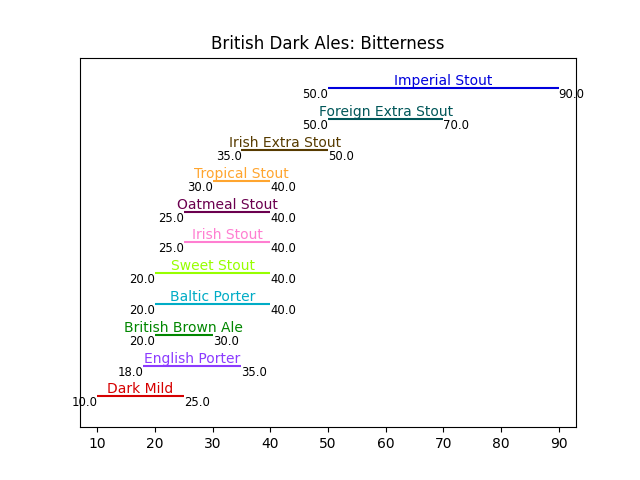 British Dark Ales: Bitterness
Imperial Stout
50.0 90.0
Foreign Extra Stout
50.0 70.0
Irish Extra Stout
35.0 50.0
Tropical Stout
30.0 40.0
Oatmeal Stout
25.0 40.0
Irish Stout
25.0 40.0
Sweet Stout
20.0 40.0
Baltic Porter
20.0 40.0
British Brown Ale
20.0 30.0
English Porter
18.0 35.0
Dark Mild
10.0 25.0
10 20 30 40 50 60 70 80 90